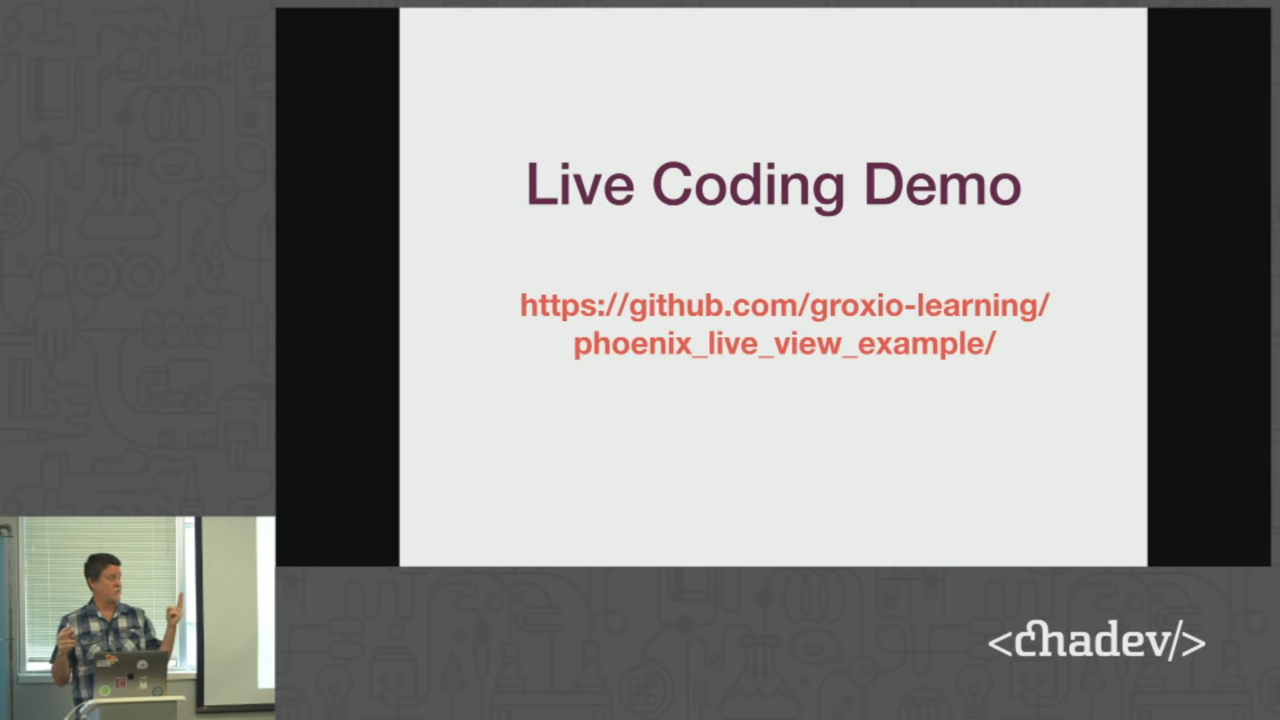 Live Coding Demo
https://github.com/groxio-learning/
phoenix_live_view_example/
<chadev/>